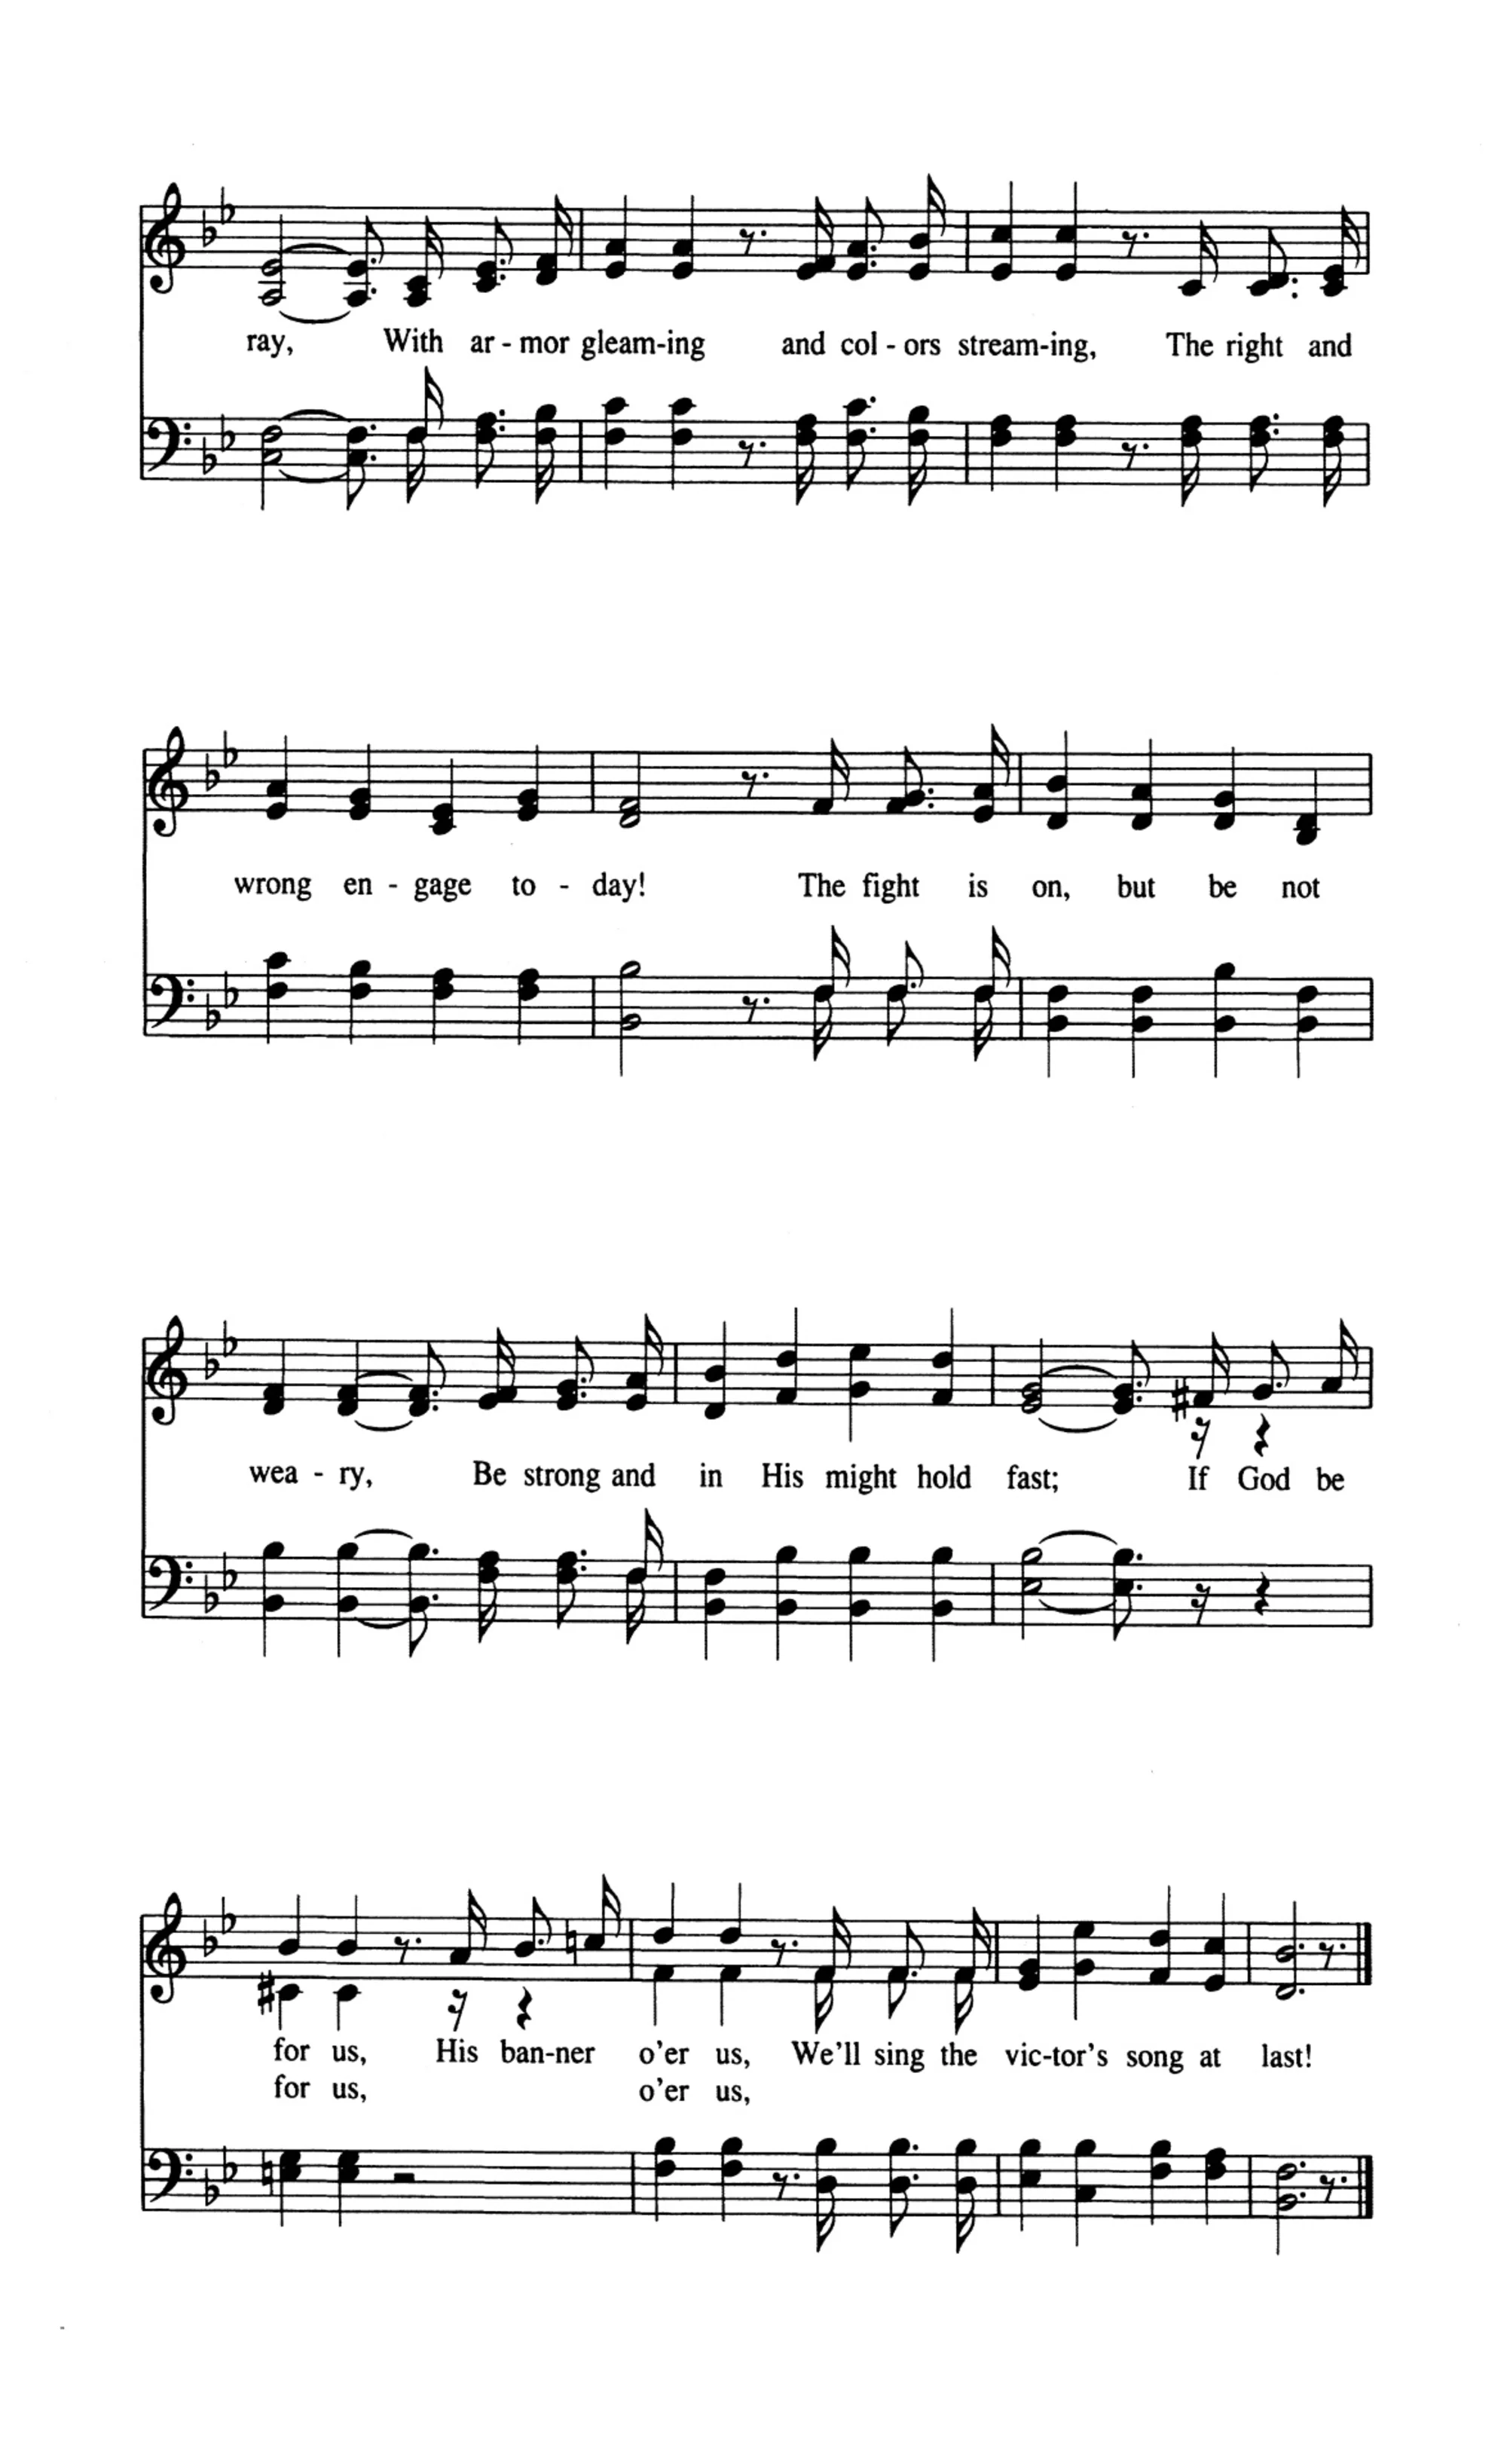 ray, With ar - mor gleam-ing and col - ors stream-ing, The right and
wrong en - gage to - day! The fight is on, but be not
wea - ry, Be strong and in His might hold fast; If God be
for us, His ban-ner o'er us, We'll sing the vic-tor's song at last!
for us, o'er us,